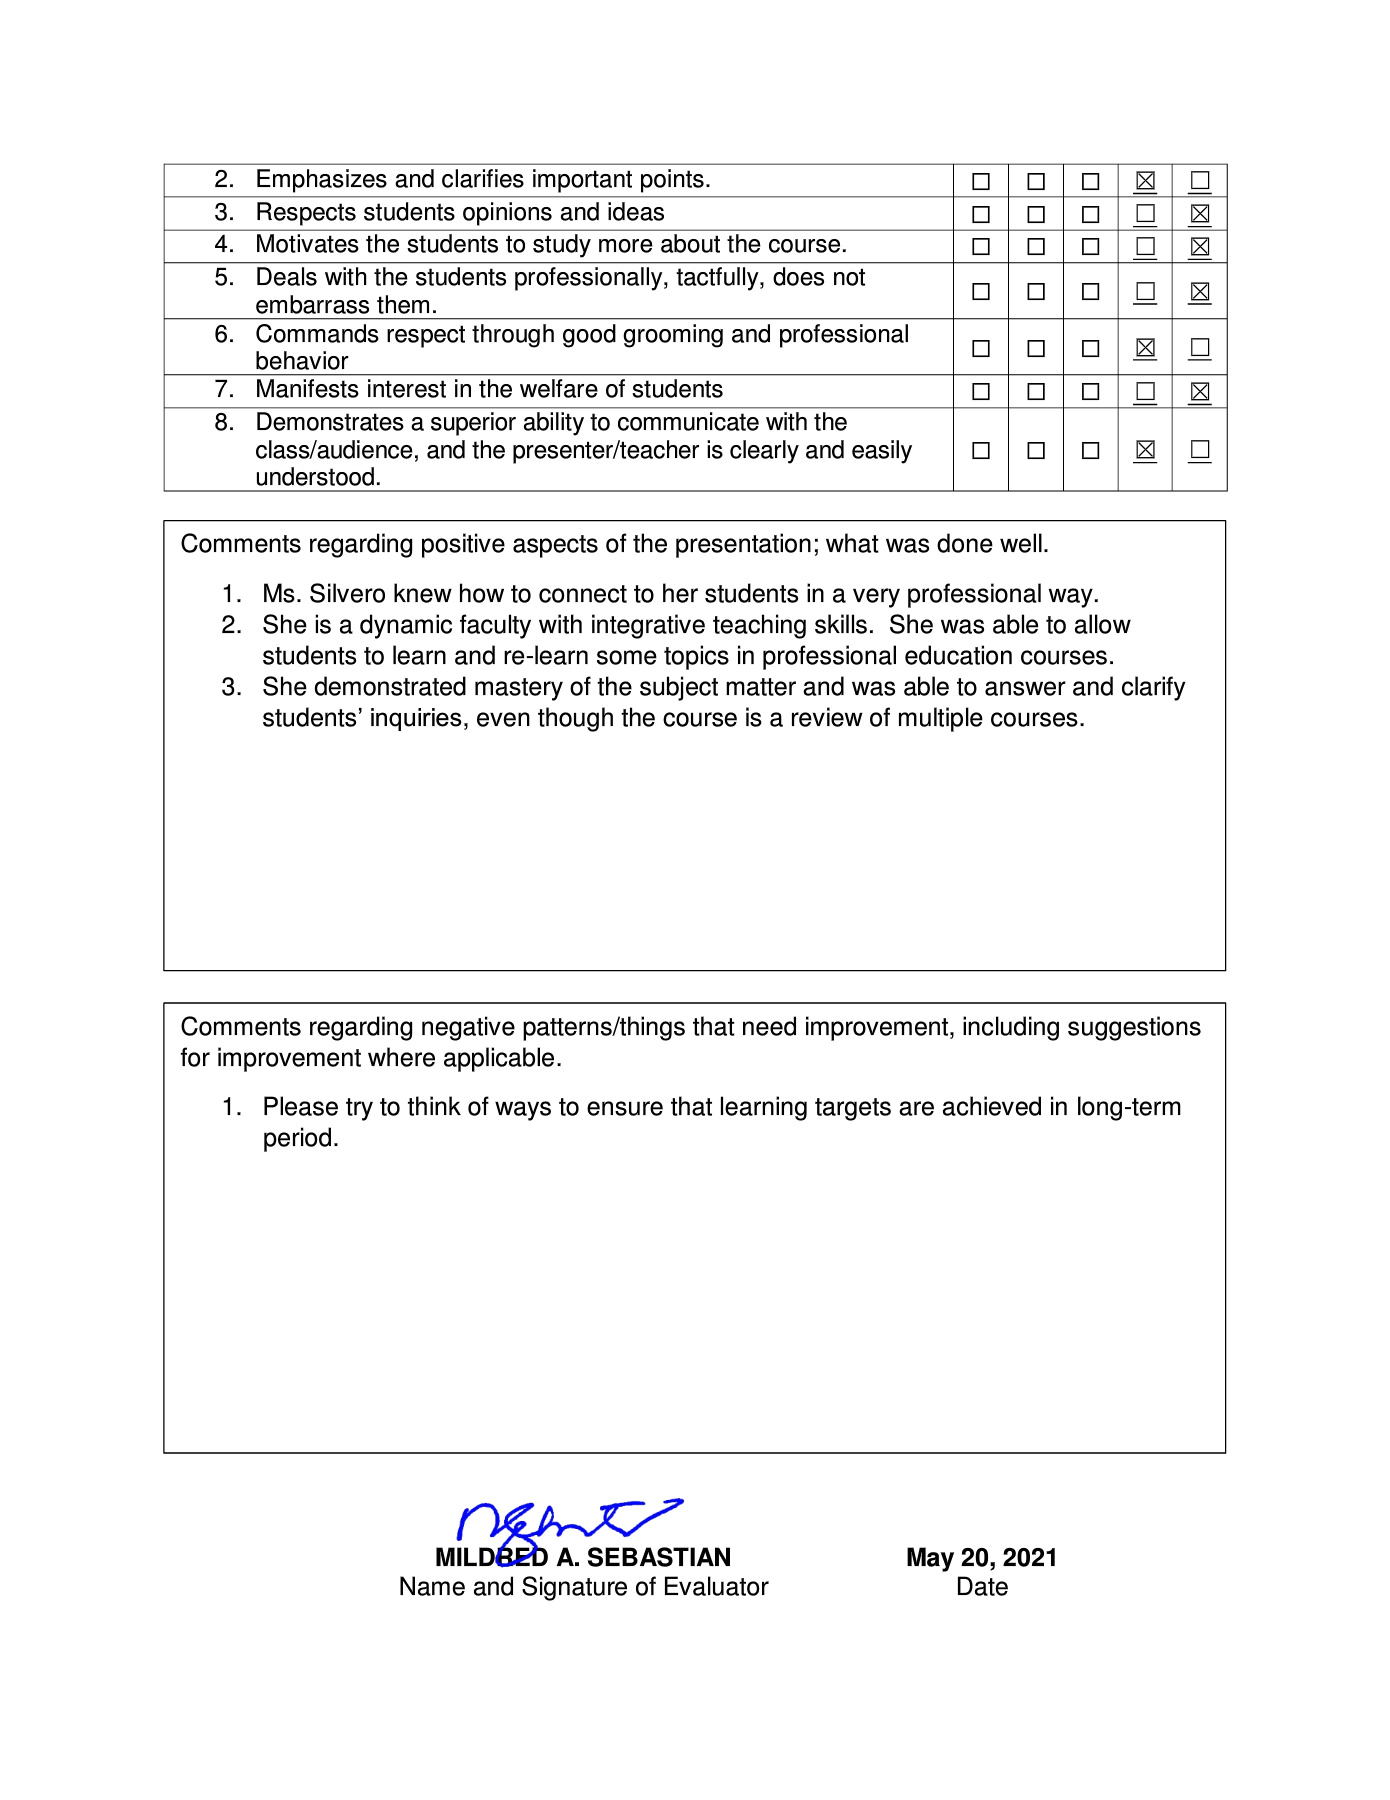 2. Emphasizes and clarifies important points. ☐ ☐ ☐ ☒ ☐
3. Respects students opinions and ideas ☐ ☐ ☐ ☐ ☒
4. Motivates the students to study more about the course. ☐ ☐ ☐ ☐ ☒
5. Deals with the students professionally, tactfully, does not
embarrass them. ☐ ☐ ☐ ☐ ☒
6. Commands respect through good grooming and professional
behavior ☐ ☐ ☐ ☒ ☐
7. Manifests interest in the welfare of students ☐ ☐ ☐ ☐ ☒
8. Demonstrates a superior ability to communicate with the
class/audience, and the presenter/teacher is clearly and easily
understood. ☐ ☐ ☐ ☒ ☐
Comments regarding positive aspects of the presentation; what was done well.
1. Ms. Silvero knew how to connect to her students in a very professional way.
2. She is a dynamic faculty with integrative teaching skills.  She was able to allow
students to learn and re-learn some topics in professional education courses.
3. She demonstrated mastery of the subject matter and was able to answer and clarify
students’ inquiries, even though the course is a review of multiple courses.
Comments regarding negative patterns/things that need improvement, including suggestions
for improvement where applicable.
1. Please try to think of ways to ensure that learning targets are achieved in long-term
period.
MILDRED A. SEBASTIAN May 20, 2021
Name and Signature of Evaluator Date